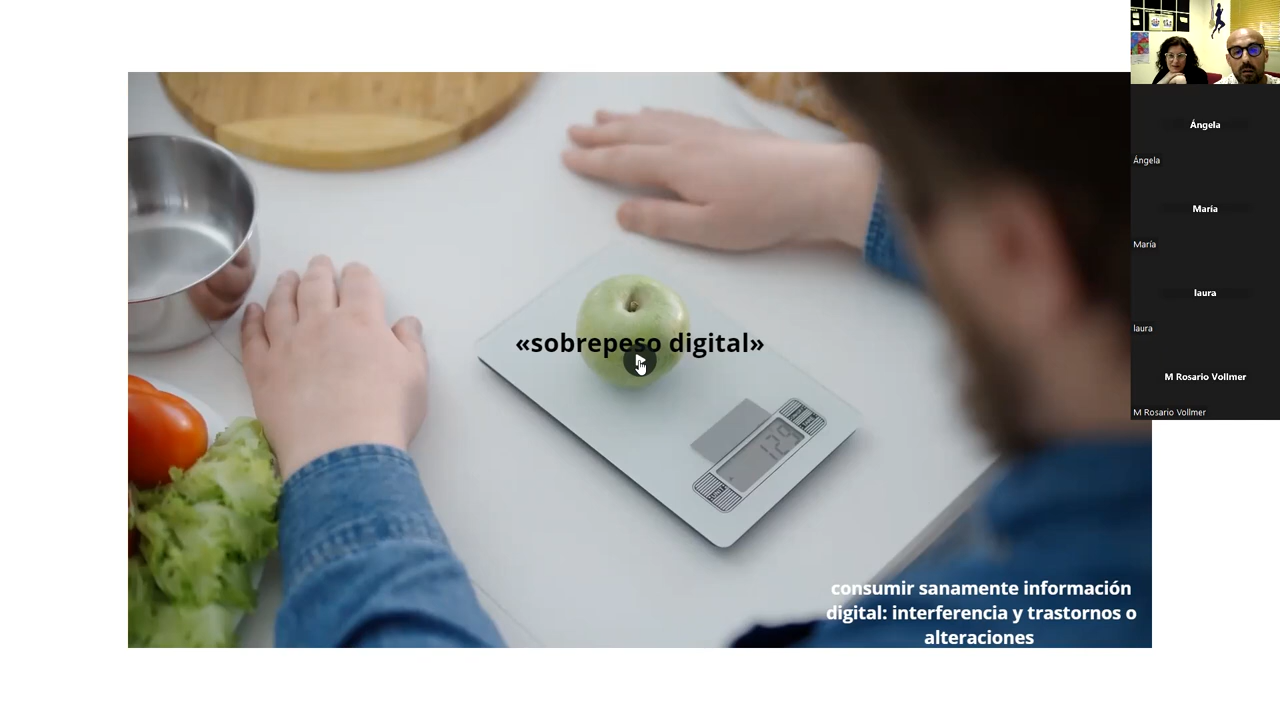 «sobrepeso digital»
129
consumir sanamente información
digital: interferencia y trastornos o
alteraciones
Ángela
Ángela
María
María
laura
laura
M Rosario Vollmer
M Rosario Vollmer